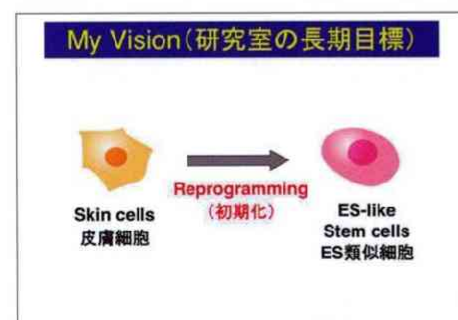 My Vision(研究室の長期目標)
Reprogramming
(初期化)
Skin cells
皮膚細胞
ES-like
Stem cells
ES類似細胞